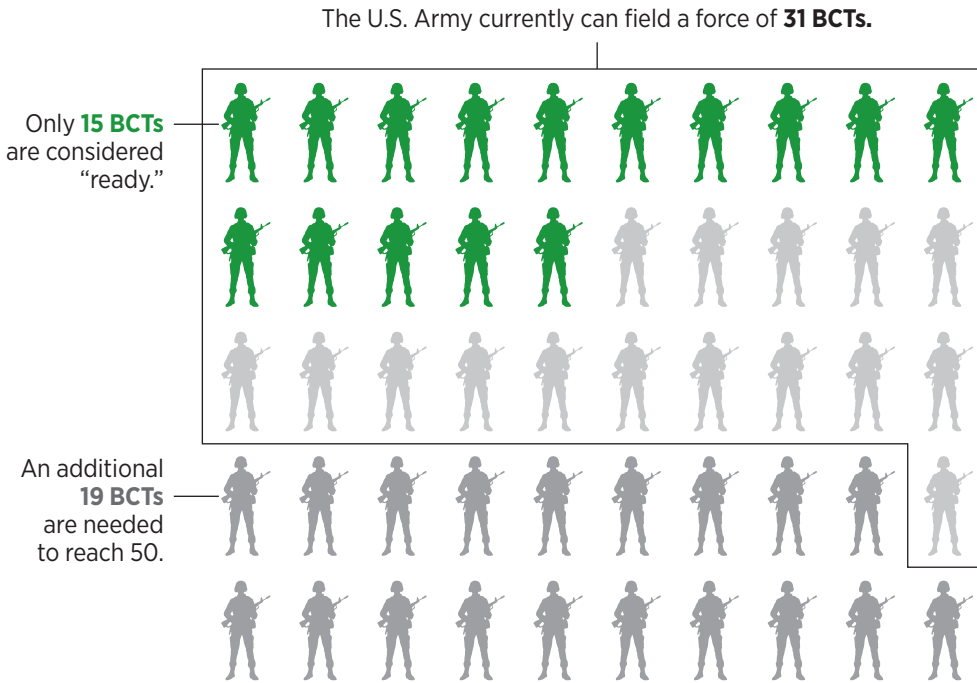 The U.S. Army currently can field a force of 31 BCTs.
Only 15 BCTs
are considered
“ready.”
An additional
19 BCTs
are needed
to reach 50.